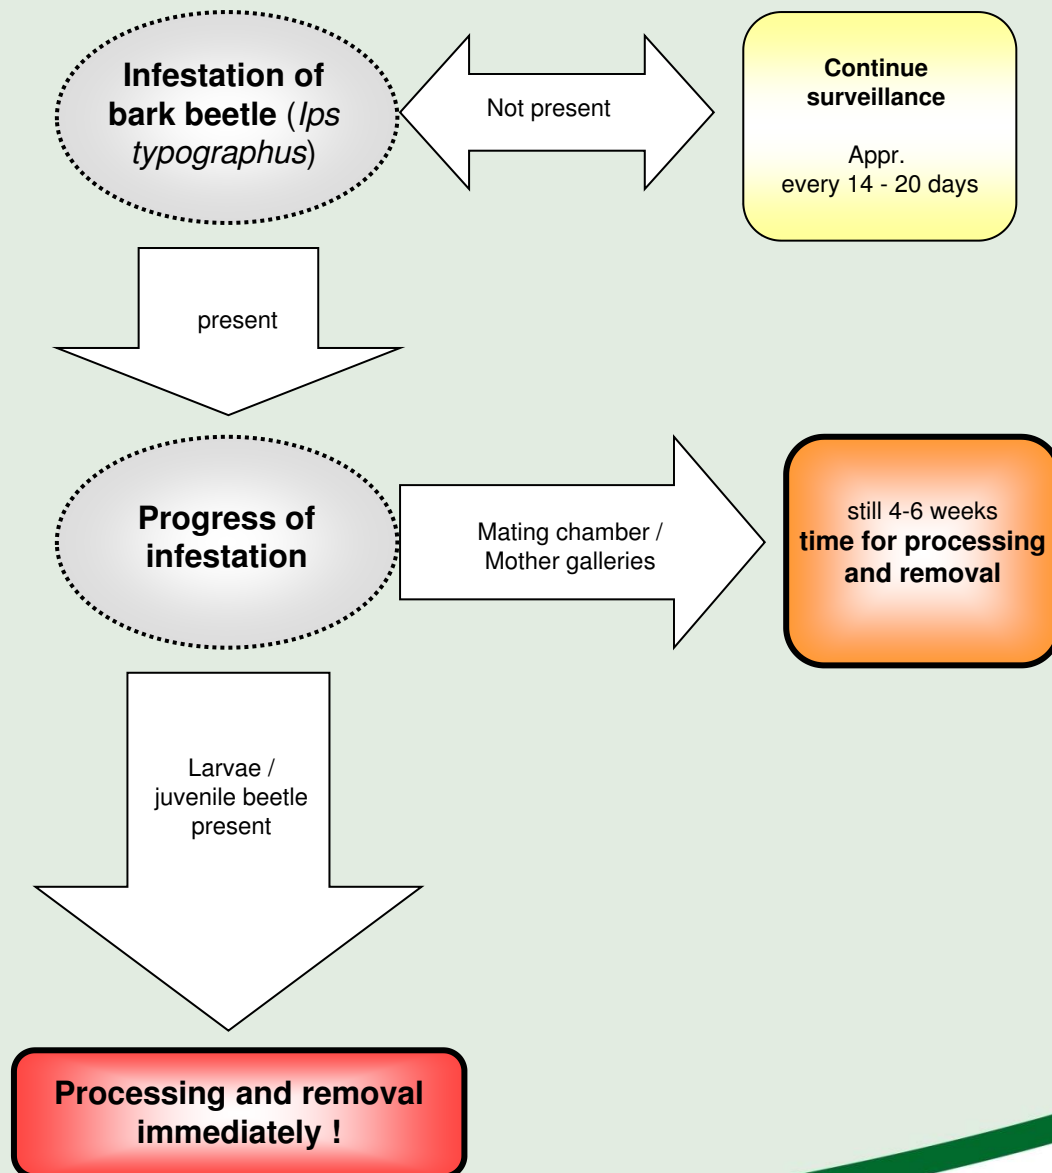 Infestation of
bark beetle (Ips
typographus)
Not present
Continue
surveillance
Appr.
every 14 - 20 days
present
Progress of
infestation
Mating chamber /
Mother galleries
still 4-6 weeks
time for processing
and removal
Larvae /
juvenile beetle
present
Processing and removal
immediately !